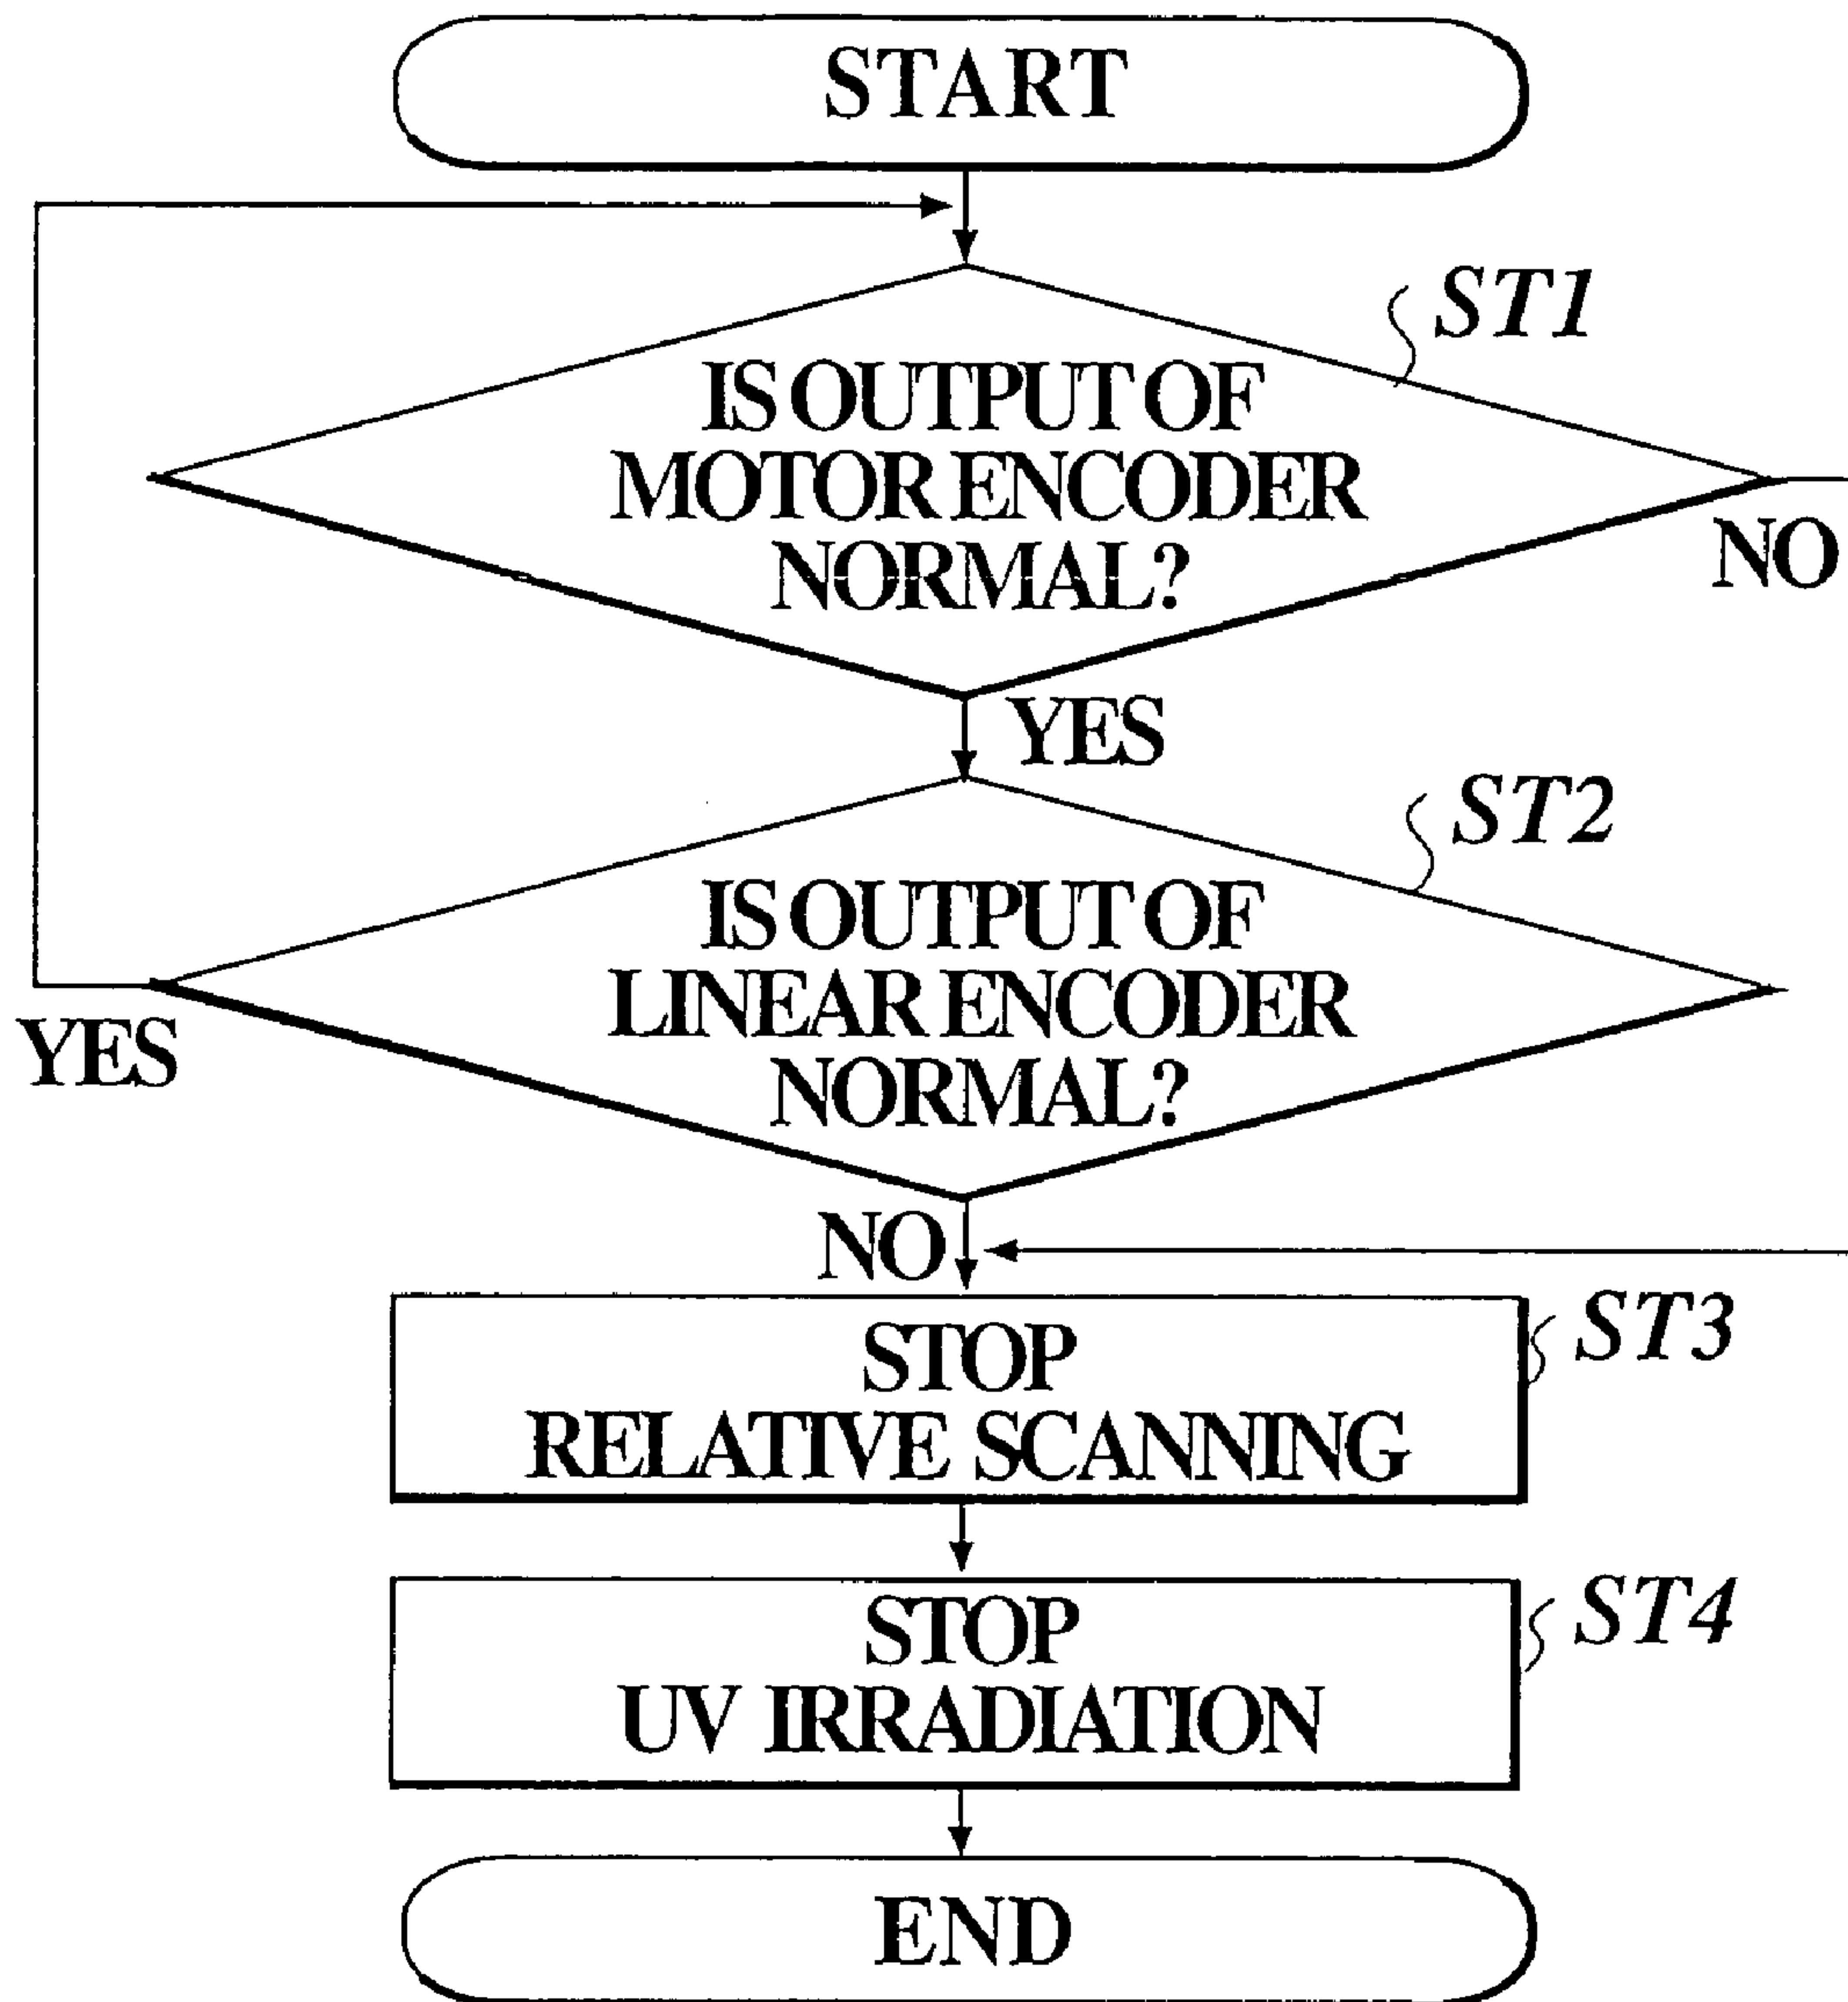 START
ST1
IS OUTPUT OF
MOTOR ENCODER
NORMAL?
NO
YES
ST2
IS OUTPUT OF
LINEAR ENCODER
NORMAL?
YES
NO
ST3
STOP
RELATIVE SCANNING
ST4
STOP
UV IRRADIATION
END